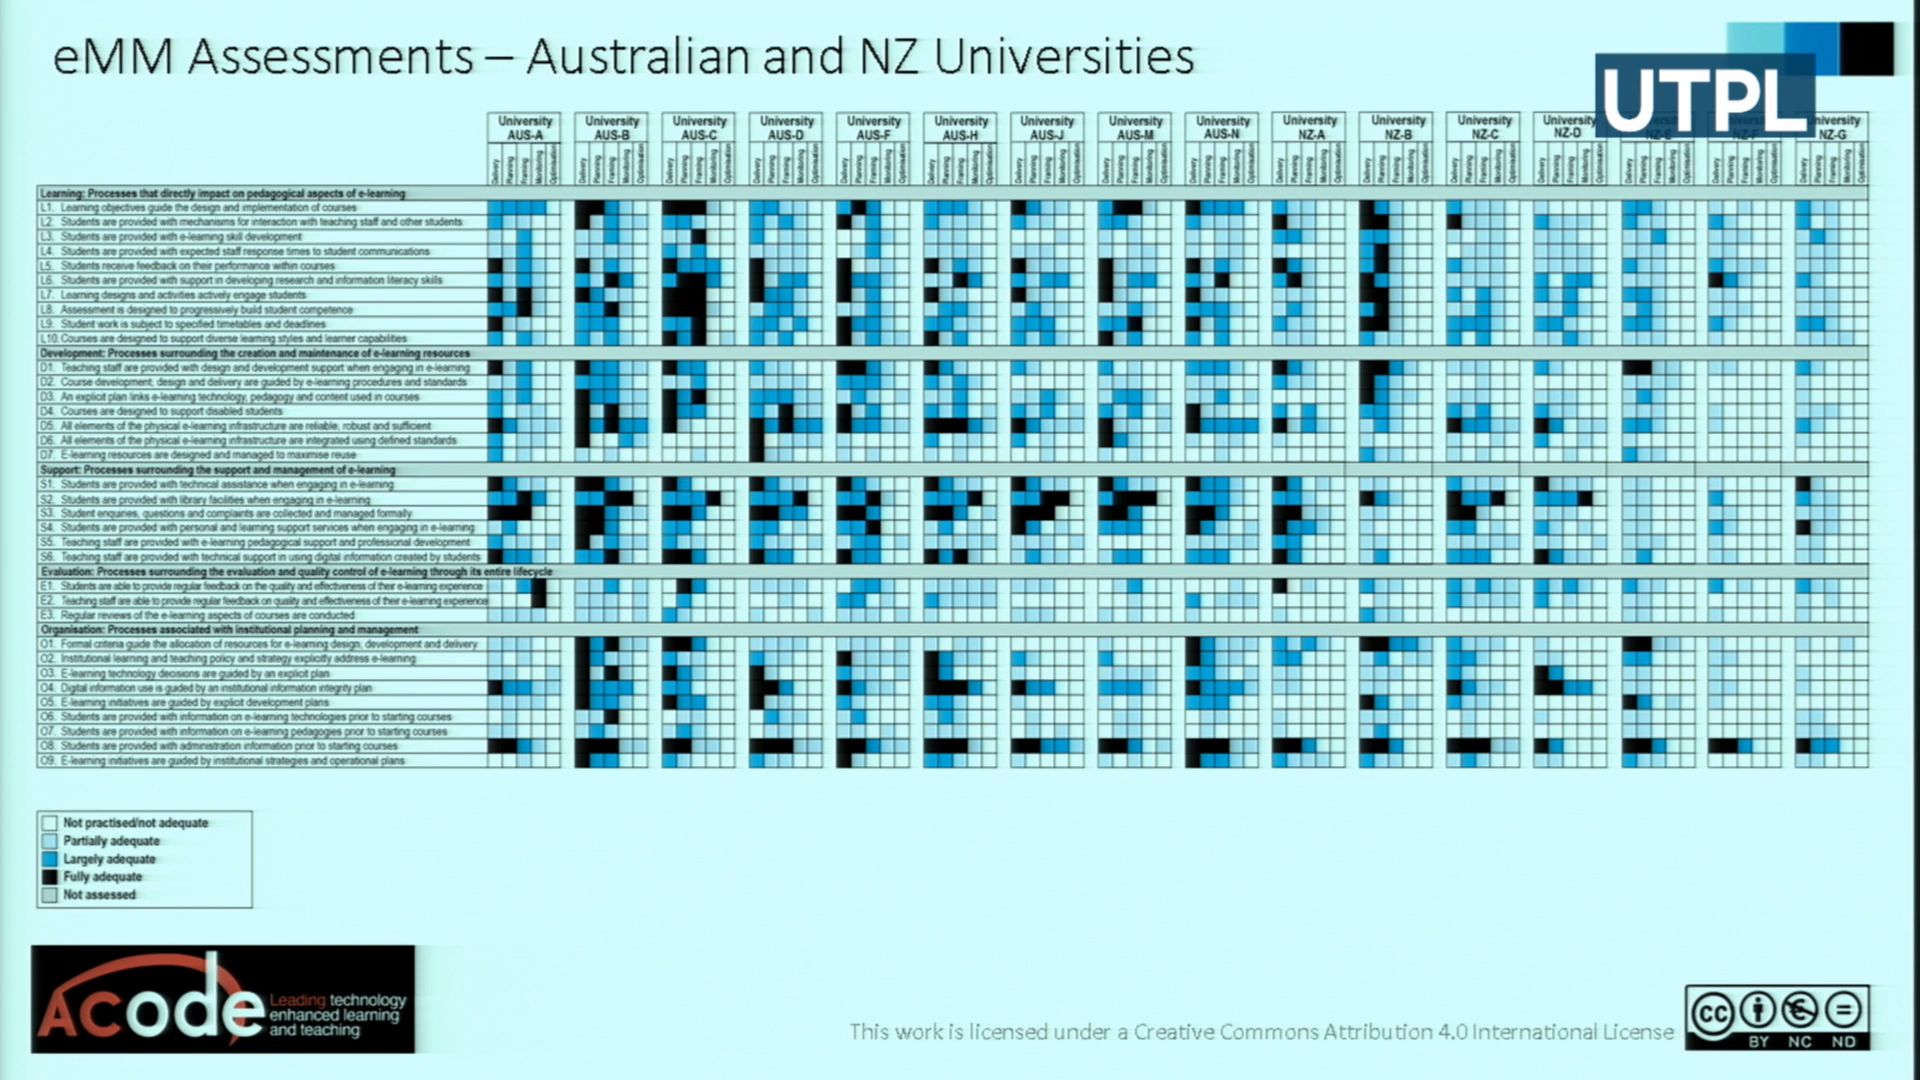 eMM Assessments – Australian and NZ Universities
UTPL
University AUS-A
University AUS-B
University AUS-C
University AUS-D
University AUS-F
University AUS-H
University AUS-J
University AUS-M
University AUS-N
University NZ-A
University NZ-B
University NZ-C
University NZ-D
NZ-E
NZ-F
niversity NZ-G
Delivery Planning Framing Monitoring Optimisation
Learning: Processes that directly impact on pedagogical aspects of e-learning
L1. Learning objectives guide the design and implementation of courses
L2. Students are provided with mechanisms for interaction with teaching staff and other students
L3. Students are provided with e-learning skill development
L4. Students are provided with expected staff response times to student communications
L5. Students receive feedback on their performance within courses
L6. Students are provided with support in developing research and information literacy skills
L7. Learning designs and activities actively engage students
L8. Assessment is designed to progressively build student competence
L9. Student work is subject to specified timetables and deadlines
L10. Courses are designed to support diverse learning styles and learner capabilities
Development: Processes surrounding the creation and maintenance of e-learning resources
D1. Teaching staff are provided with design and development support when engaging in e-learning
D2. Course development, design and delivery are guided by e-learning procedures and standards
D3. An explicit plan links e-learning technology, pedagogy and content used in courses
D4. Courses are designed to support disabled students
D5. All elements of the physical e-learning infrastructure are reliable, robust and sufficient
D6. All elements of the physical e-learning infrastructure are integrated using defined standards
D7. E-learning resources are designed and managed to maximise reuse
Support: Processes surrounding the support and management of e-learning
S1. Students are provided with technical assistance when engaging in e-learning
S2. Students are provided with library facilities when engaging in e-learning
S3. Student enquiries, questions and complaints are collected and managed formally
S4. Students are provided with personal and learning support services when engaging in e-learning
S5. Teaching staff are provided with e-learning pedagogical support and professional development
S6. Teaching staff are provided with technical support in using digital information created by students
Evaluation: Processes surrounding the evaluation and quality control of e-learning through its entire lifecycle
E1. Students are able to provide regular feedback on the quality and effectiveness of their e-learning experience
E2. Teaching staff are able to provide regular feedback on quality and effectiveness of their e-learning experience
E3. Regular reviews of the e-learning aspects of courses are conducted
Organisation: Processes associated with institutional planning and management
O1. Formal criteria guide the allocation of resources for e-learning design, development and delivery
O2. Institutional learning and teaching policy and strategy explicitly address e-learning
O3. E-learning technology decisions are guided by an explicit plan
O4. Digital information use is guided by an institutional information integrity plan
O5. E-learning initiatives are guided by explicit development plans
O6. Students are provided with information on e-learning technologies prior to starting courses
O7. Students are provided with information on e-learning pedagogies prior to starting courses
O8. Students are provided with administration information prior to starting courses
O9. E-learning initiatives are guided by institutional strategies and operational plans
Not practised/not adequate
Partially adequate
Largely adequate
Fully adequate
Not assessed
ACode
Leading technology
enhanced learning
and teaching
This work is licensed under a Creative Commons Attribution 4.0 International License
CC
BY NC ND